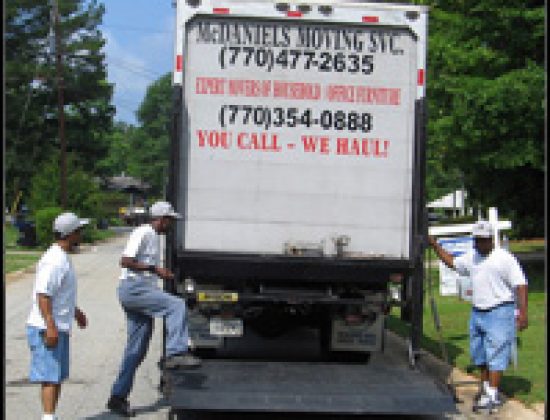 McDANIELS MOVING SVC.
(770)477-2635
EXPERT MOVERS OF HOUSEHOLD / OFFICE FURNITURE
(770)354-0888
YOU CALL - WE HAUL!